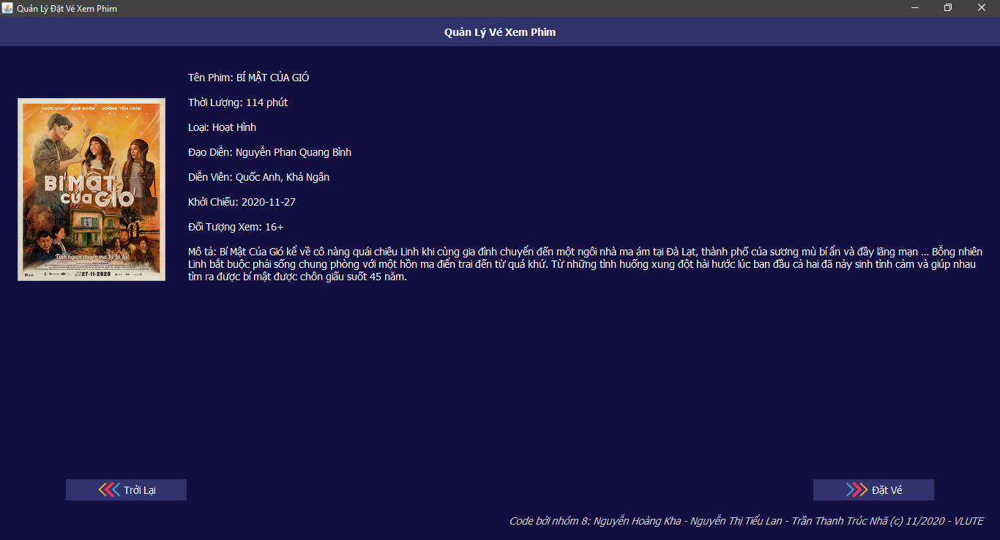 Quản Lý Đặt Vé Xem Phim
Quản Lý Vé Xem Phim
Tên Phim: BÍ MẬT CỦA GIÓ
Thời Lượng: 114 phút
Loại: Hoạt Hình
Đạo Diễn: Nguyễn Phan Quang Bình
Diễn Viên: Quốc Anh, Khả Ngân
Khởi Chiếu: 2020-11-27
Đối Tượng Xem: 16+
Mô tả: Bí Mật Của Gió kể về cô nàng quái chiêu Linh khi cùng gia đình chuyển đến một ngôi nhà ma ám tại Đà Lạt, thành phố của sương mù bí ẩn và đầy lãng mạn ... Bỗng nhiên
Linh bắt buộc phải sống chung phòng với một hồn ma điển trai đến từ quá khứ. Từ những tình huống xung đột hài hước lúc ban đầu cả hai đã nảy sinh tình cảm và giúp nhau
tìm ra được bí mật được chôn giấu suốt 45 năm.
QUỐC ANH KHẢ NGÂN HOÀNG YẾN CHIBI
BÍ MẬT
CỦA GIÓ
Tình người duyên ma
27-11-2020
Trởi Lại
Đặt Vé
Code bởi nhóm 8: Nguyễn Hoàng Kha - Nguyễn Thị Tiểu Lan - Trần Thanh Trúc Nhã (c) 11/2020 - VLUTE